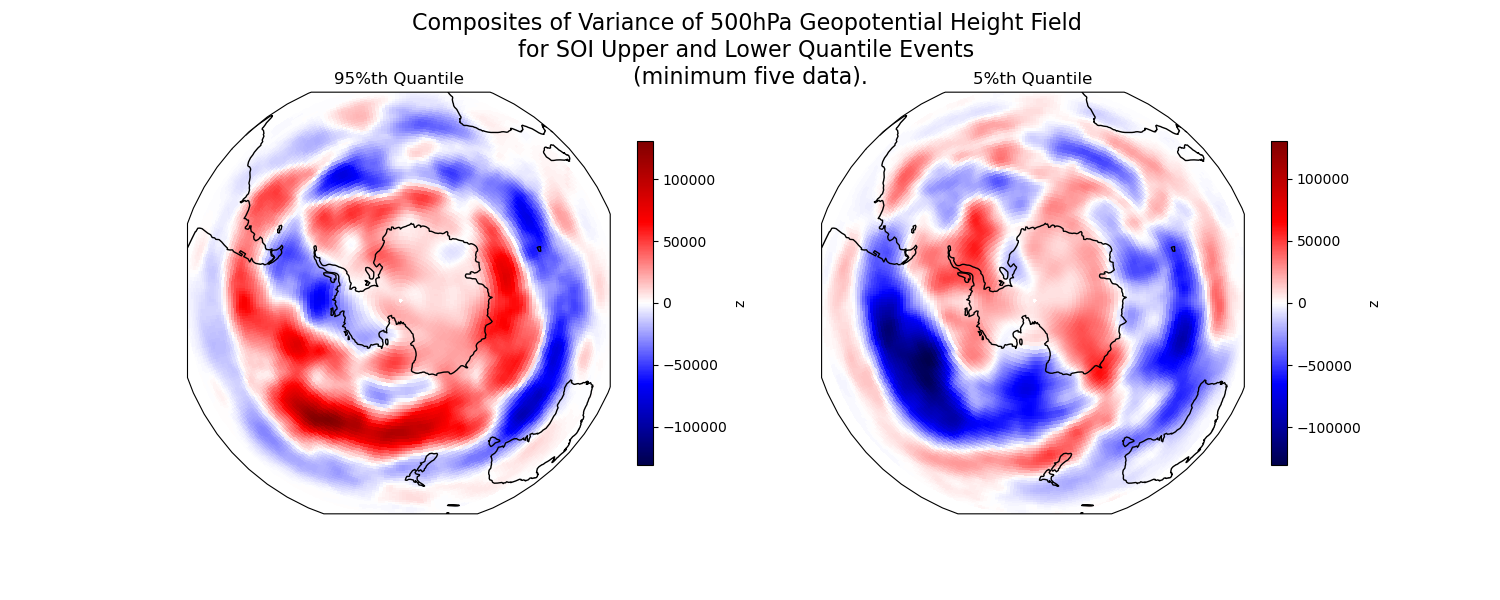 Composites of Variance of 500hPa Geopotential Height Field
for SOI Upper and Lower Quantile Events
(minimum five data).
95%th Quantile
5%th Quantile
100000
50000
0
−50000
−100000
z
100000
50000
0
−50000
−100000
z